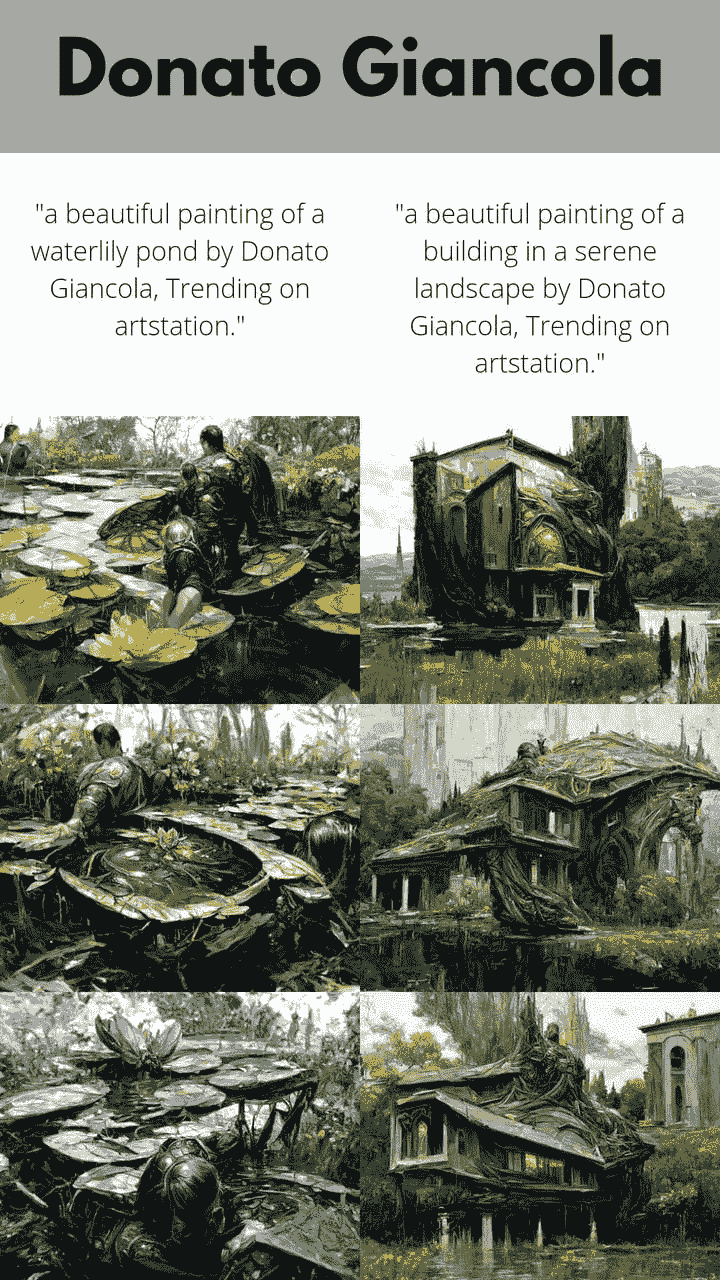 Donato Giancola
"a beautiful painting of a
waterlily pond by Donato
Giancola, Trending on
artstation."
"a beautiful painting of a
building in a serene
landscape by Donato
Giancola, Trending on
artstation."